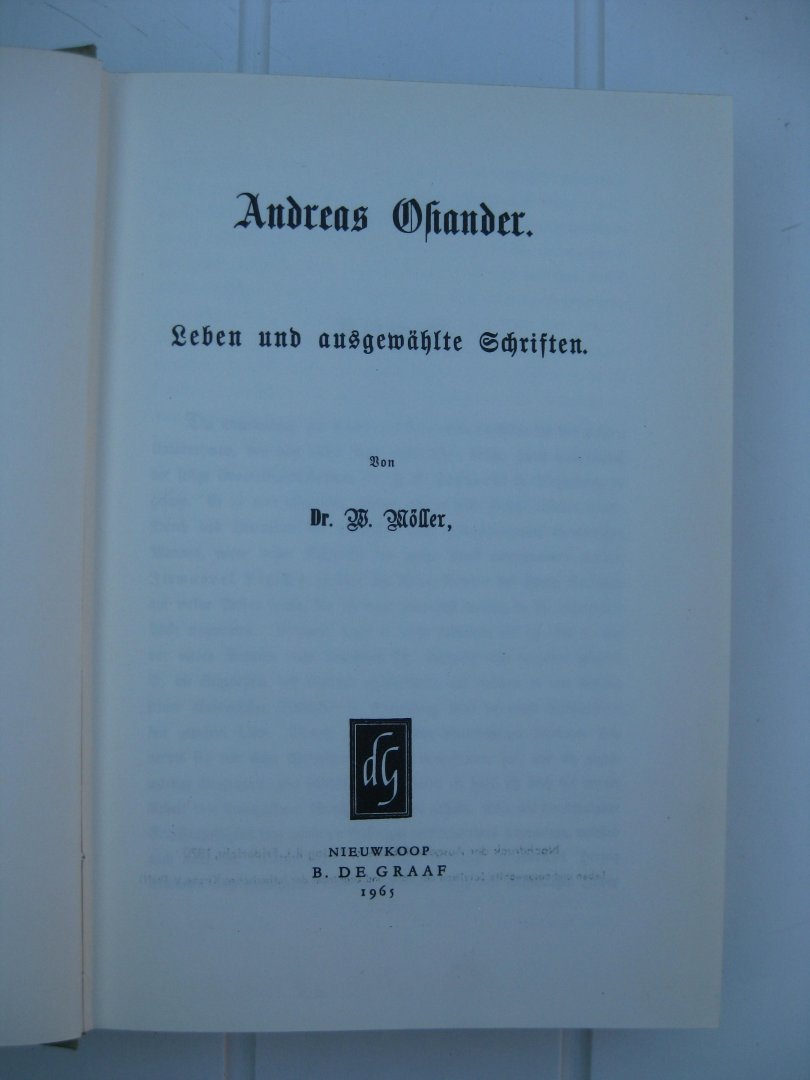 Andreas Osiander.
Leben und ausgewählte Schriften.
Von
Dr. W. Möller,
dG
NIEUWKOOP
B. DE GRAAF
1965